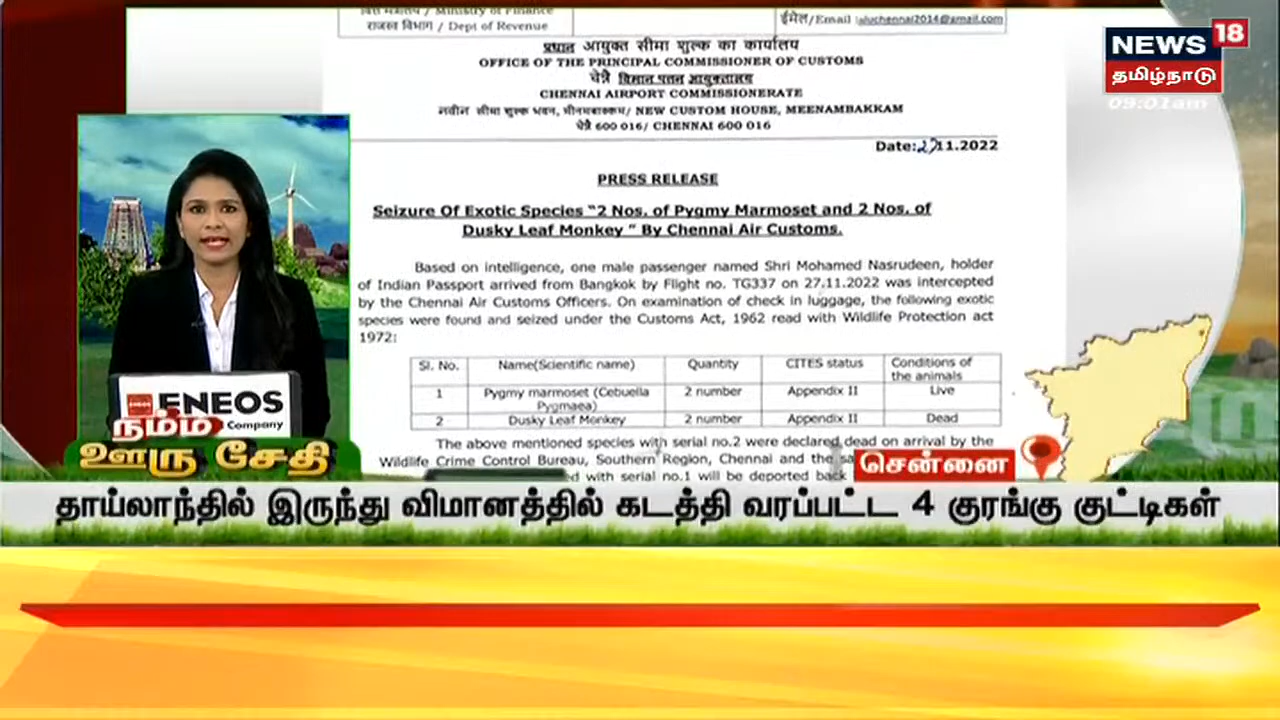 वित्त मंत्रालय / Ministry of Finance
राजस्व विभाग / Dept of Revenue
ईमेल/Email :aiuchennai2014@gmail.com
प्रधान आयुक्त सीमा शुल्क का कार्यालय
OFFICE OF THE PRINCIPAL COMMISSIONER OF CUSTOMS
चेन्नै विमान पत्तन आयुक्तालय
CHENNAI AIRPORT COMMISSIONERATE
नवीन सीमा शुल्क भवन, मीनमबाक्कम/ NEW CUSTOM HOUSE, MEENAMBAKKAM
चेन्नै 600 016/ CHENNAI 600 016
Date:27.11.2022
PRESS RELEASE
Seizure Of Exotic Species "2 Nos. of Pygmy Marmoset and 2 Nos. of
Dusky Leaf Monkey " By Chennai Air Customs.
Based on intelligence, one male passenger named Shri Mohamed Nasrudeen, holder
of Indian Passport arrived from Bangkok by Flight no. TG337 on 27.11.2022 was intercepted
by the Chennai Air Customs Officers. On examination of check in luggage, the following exotic
species were found and seized under the Customs Act, 1962 read with Wildlife Protection act
1972:
Sl. No. Name(Scientific name) Quantity CITES status Conditions of
the animals
1 Pygmy marmoset (Cebuella 2 number Appendix II Live
Pygmaea)
2 Dusky Leaf Monkey 2 number Appendix II Dead
The above mentioned species with serial no.2 were declared dead on arrival by the
Wildlife Crime Control Bureau, Southern Region, Chennai and the sa
ed with serial no.1 will be deported back
NEWS 18
தமிழ்நாடு
09:01am
ENEOS
Company
நம்ம
ஊரு சேதி
சென்னை
தாய்லாந்தில் இருந்து விமானத்தில் கடத்தி வரப்பட்ட 4 குரங்கு குட்டிகள்